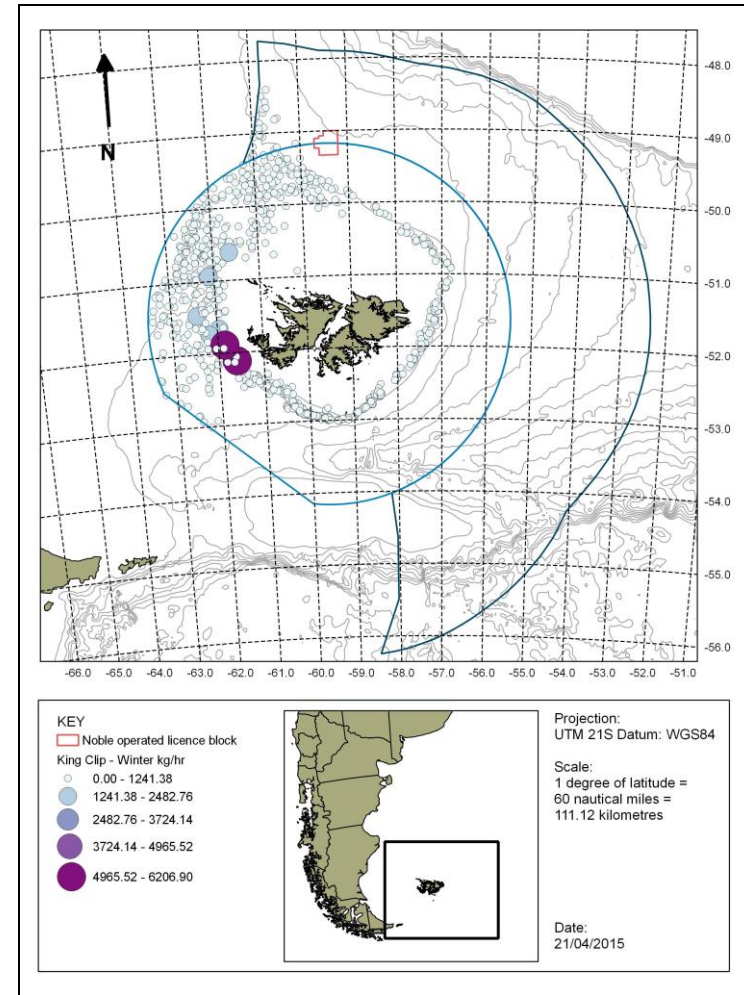 N
-48.0
-49.0
-50.0
-51.0
-52.0
-53.0
-54.0
-55.0
-56.0
-66.0 -65.0 -64.0 -63.0 -62.0 -61.0 -60.0 -59.0 -58.0 -57.0 -56.0 -55.0 -54.0 -53.0 -52.0 -51.0
KEY
Noble operated licence block
King Clip - Winter kg/hr
0.00 - 1241.38
1241.38 - 2482.76
2482.76 - 3724.14
3724.14 - 4965.52
4965.52 - 6206.90
Projection:
UTM 21S Datum: WGS84
Scale:
1 degree of latitude =
60 nautical miles =
111.12 kilometres
Date:
21/04/2015